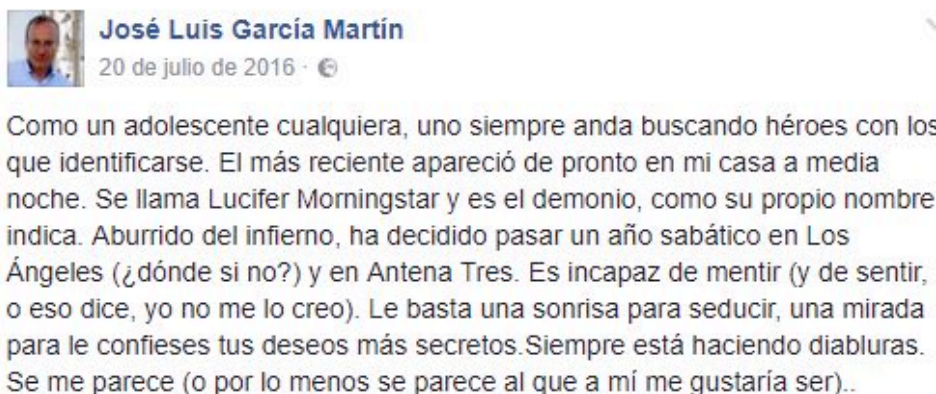 José Luis García Martín
20 de julio de 2016 ·
Como un adolescente cualquiera, uno siempre anda buscando héroes con los
que identificarse. El más reciente apareció de pronto en mi casa a media
noche. Se llama Lucifer Morningstar y es el demonio, como su propio nombre
indica. Aburrido del infierno, ha decidido pasar un año sabático en Los
Ángeles (¿dónde si no?) y en Antena Tres. Es incapaz de mentir (y de sentir,
o eso dice, yo no me lo creo). Le basta una sonrisa para seducir, una mirada
para le confieses tus deseos más secretos.Siempre está haciendo diabluras.
Se me parece (o por lo menos se parece al que a mí me gustaría ser)..